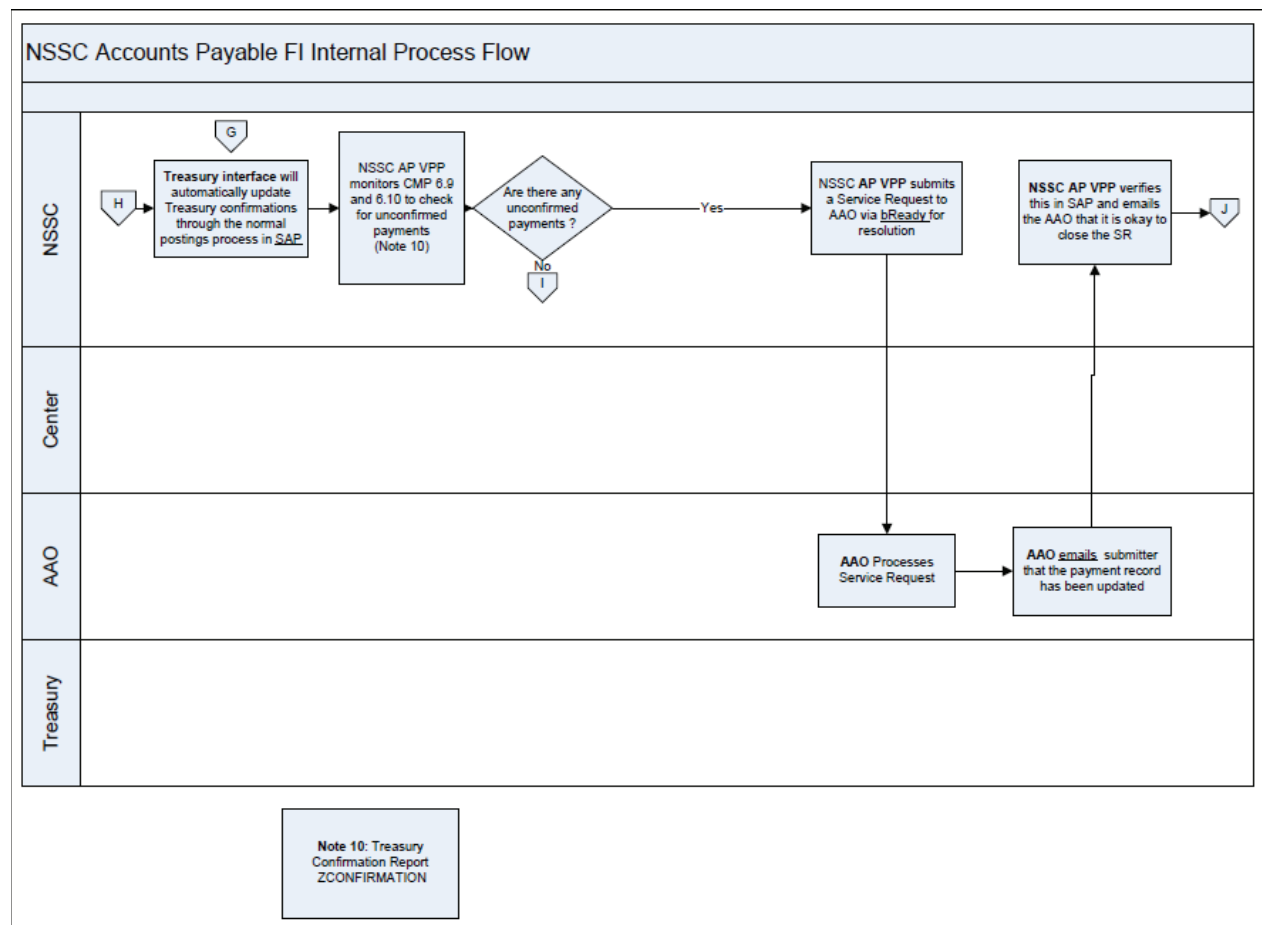 NSSC Accounts Payable FI Internal Process Flow
NSSC
G
H
Treasury interface will
automatically update
Treasury confirmations
through the normal
postings process in SAP
NSSC AP VPP
monitors CMP 6.9
and 6.10 to check
for unconfirmed
payments
(Note 10)
Are there any
unconfirmed
payments ?
Yes
No
I
NSSC AP VPP submits
a Service Request to
AAO via bReady for
resolution
NSSC AP VPP verifies
this in SAP and emails
the AAO that it is okay to
close the SR
J
Center
AAO
AAO Processes
Service Request
AAO emails submitter
that the payment record
has been updated
Treasury
Note 10: Treasury
Confirmation Report
ZCONFIRMATION